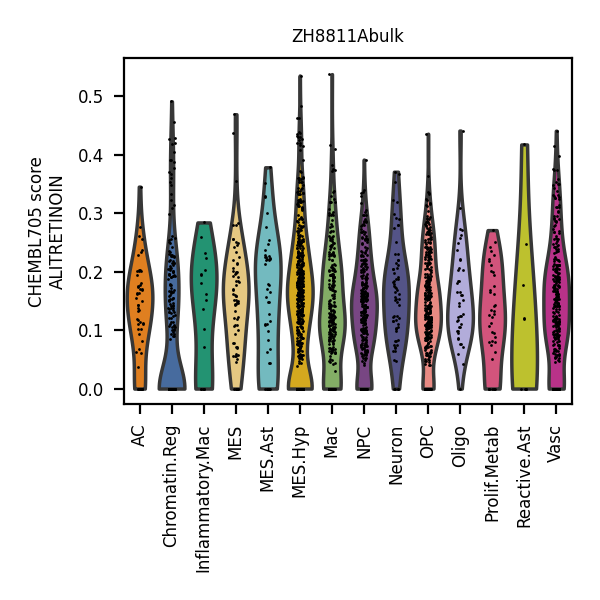 ZH8811Abulk
CHEMBL705 score
ALITRETINOIN
0.5
0.4
0.3
0.2
0.1
0.0
AC
Chromatin.Reg
Inflammatory.Mac
MES
MES.Ast
MES.Hyp
Mac
NPC
Neuron
OPC
Oligo
Prolif.Metab
Reactive.Ast
Vasc